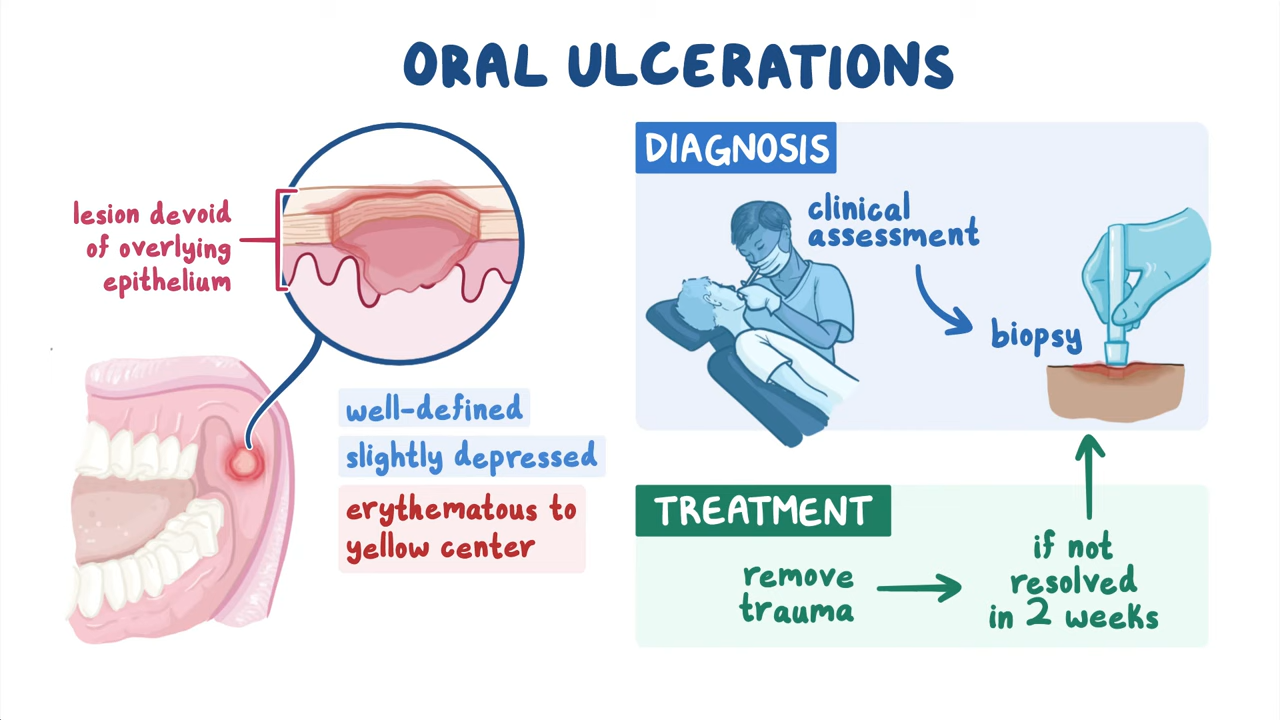 ORAL ULCERATIONS
lesion devoid
of overlying
epithelium
well-defined
slightly depressed
erythematous to
yellow center
DIAGNOSIS
clinical
assessment
biopsy
TREATMENT
remove
trauma
if not
resolved
in 2 weeks